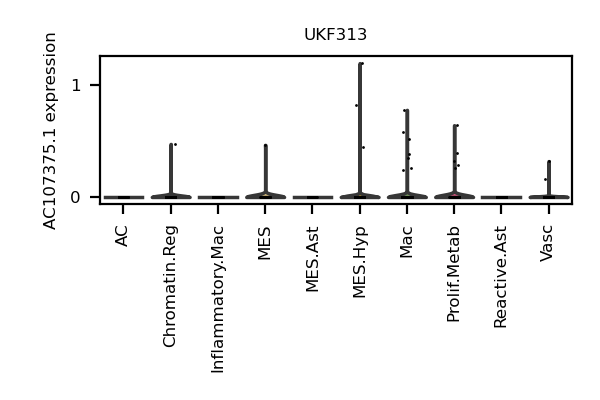 UKF313
AC107375.1 expression
1
0
AC
Chromatin.Reg
Inflammatory.Mac
MES
MES.Ast
MES.Hyp
Mac
Prolif.Metab
Reactive.Ast
Vasc